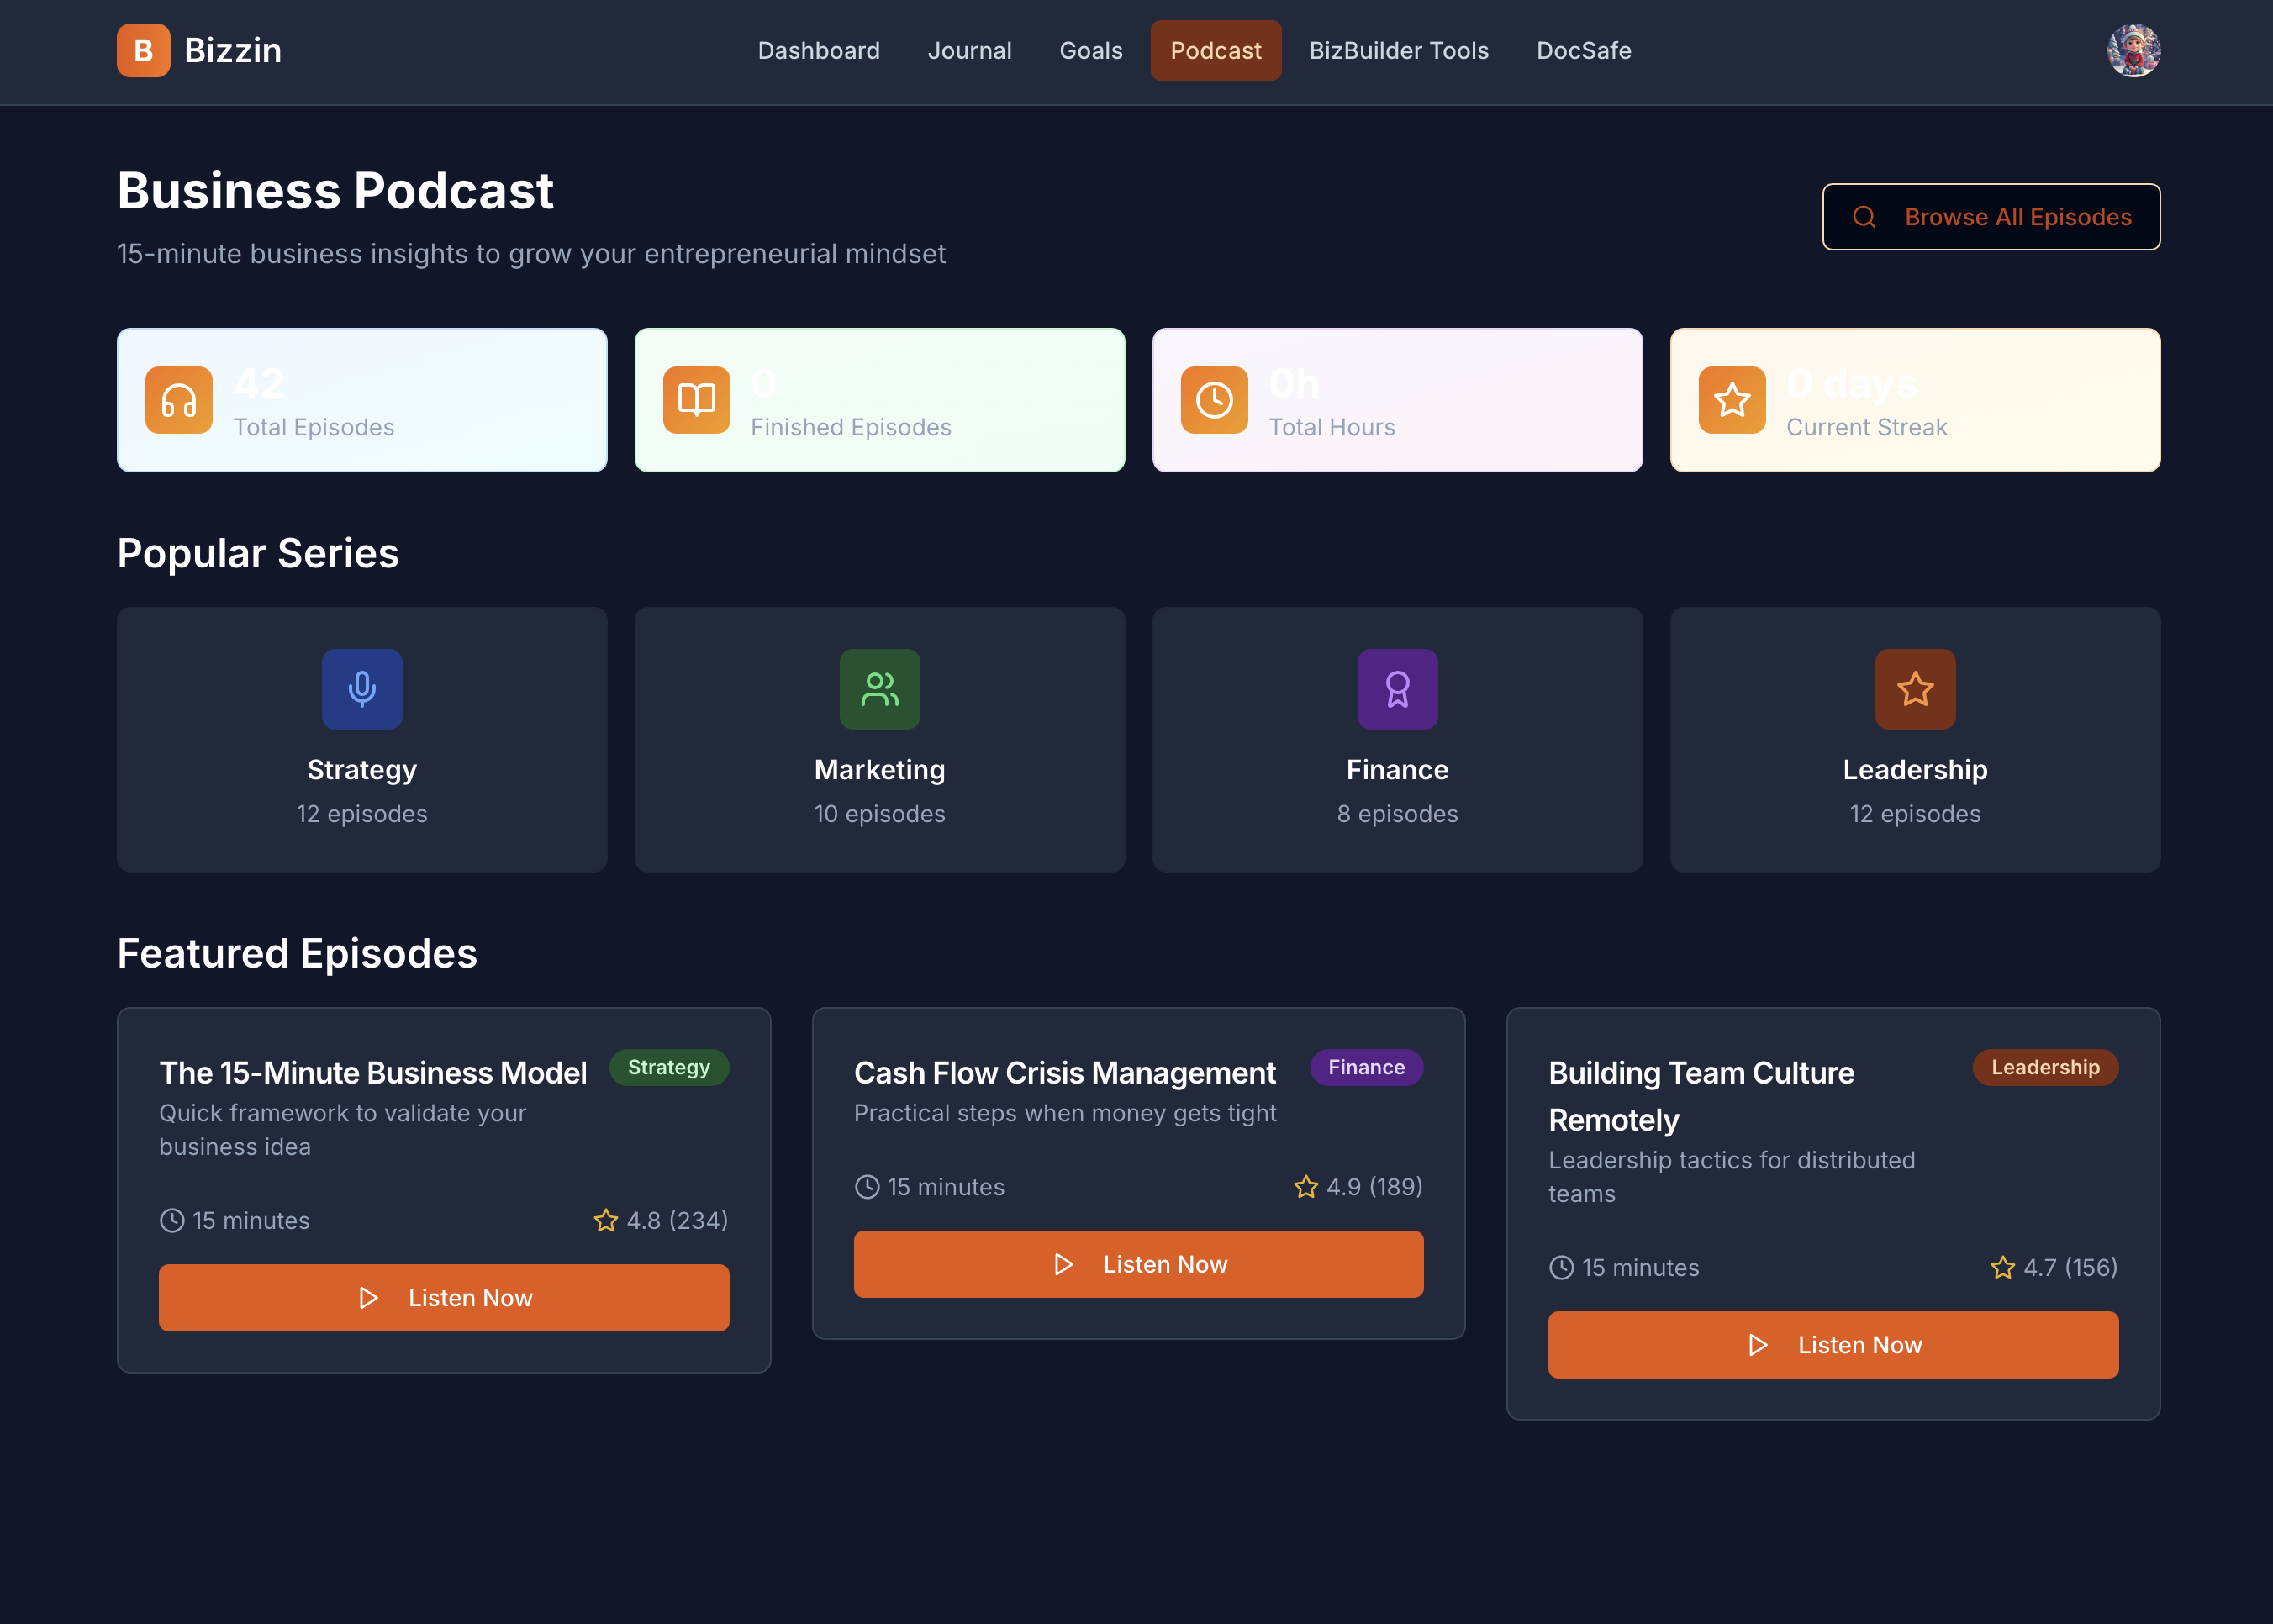 B Bizzin
Dashboard Journal Goals Podcast BizBuilder Tools DocSafe
Business Podcast
15-minute business insights to grow your entrepreneurial mindset
Browse All Episodes
42
Total Episodes
0
Finished Episodes
0h
Total Hours
0 days
Current Streak
Popular Series
Strategy
12 episodes
Marketing
10 episodes
Finance
8 episodes
Leadership
12 episodes
Featured Episodes
The 15-Minute Business Model
Strategy
Quick framework to validate your
business idea
15 minutes
4.8 (234)
Listen Now
Cash Flow Crisis Management
Finance
Practical steps when money gets tight
15 minutes
4.9 (189)
Listen Now
Building Team Culture
Remotely
Leadership
Leadership tactics for distributed
teams
15 minutes
4.7 (156)
Listen Now